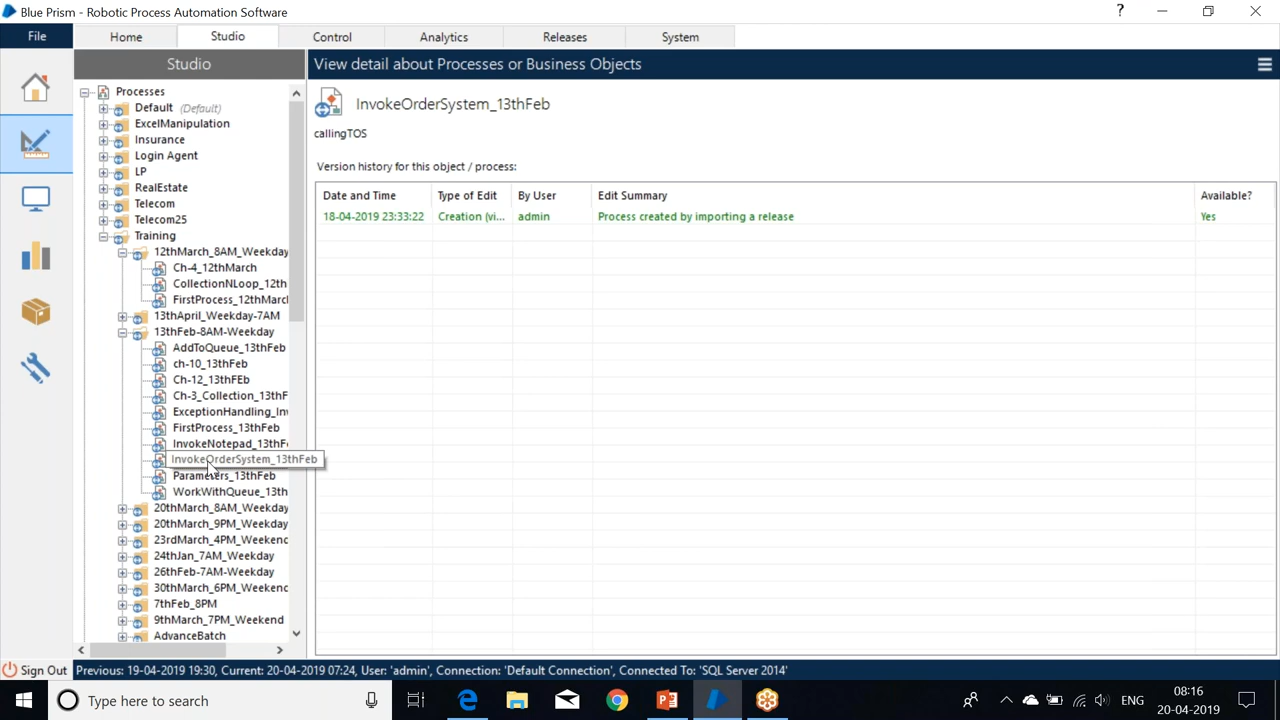 Blue Prism - Robotic Process Automation Software
?
File
Home
Studio
Control
Analytics
Releases
System
Studio
View detail about Processes or Business Objects
Processes
Default (Default)
ExcelManipulation
Insurance
Login Agent
LP
RealEstate
Telecom
Telecom25
Training
12thMarch_8AM_Weekday
Ch-4_12thMarch
CollectionNLoop_12th
FirstProcess_12thMarc
13thApril_Weekday-7AM
13thFeb-8AM-Weekday
AddToQueue_13thFeb
ch-10_13thFeb
Ch-12_13thFEb
Ch-3_Collection_13thF
ExceptionHandling_In
FirstProcess_13thFeb
InvokeNotepad_13thF
InvokeOrderSystem_13thFeb
Parameters_13thFeb
WorkWithQueue_13th
20thMarch_8AM_Weekday
20thMarch_9PM_Weekday
23rdMarch_4PM_Weekend
24thJan_7AM_Weekday
26thFeb-7AM-Weekday
30thMarch_6PM_Weekend
7thFeb_8PM
9thMarch_7PM_Weekend
AdvanceBatch
InvokeOrderSystem_13thFeb
callingTOS
Version history for this object / process:
Date and Time Type of Edit By User Edit Summary Available?
18-04-2019 23:33:22 Creation (vi... admin Process created by importing a release Yes
Sign Out
Previous: 19-04-2019 19:30, Current: 20-04-2019 07:24, User: 'admin', Connection: 'Default Connection', Connected To: 'SQL Server 2014'
Type here to search
ENG
08:16
20-04-2019